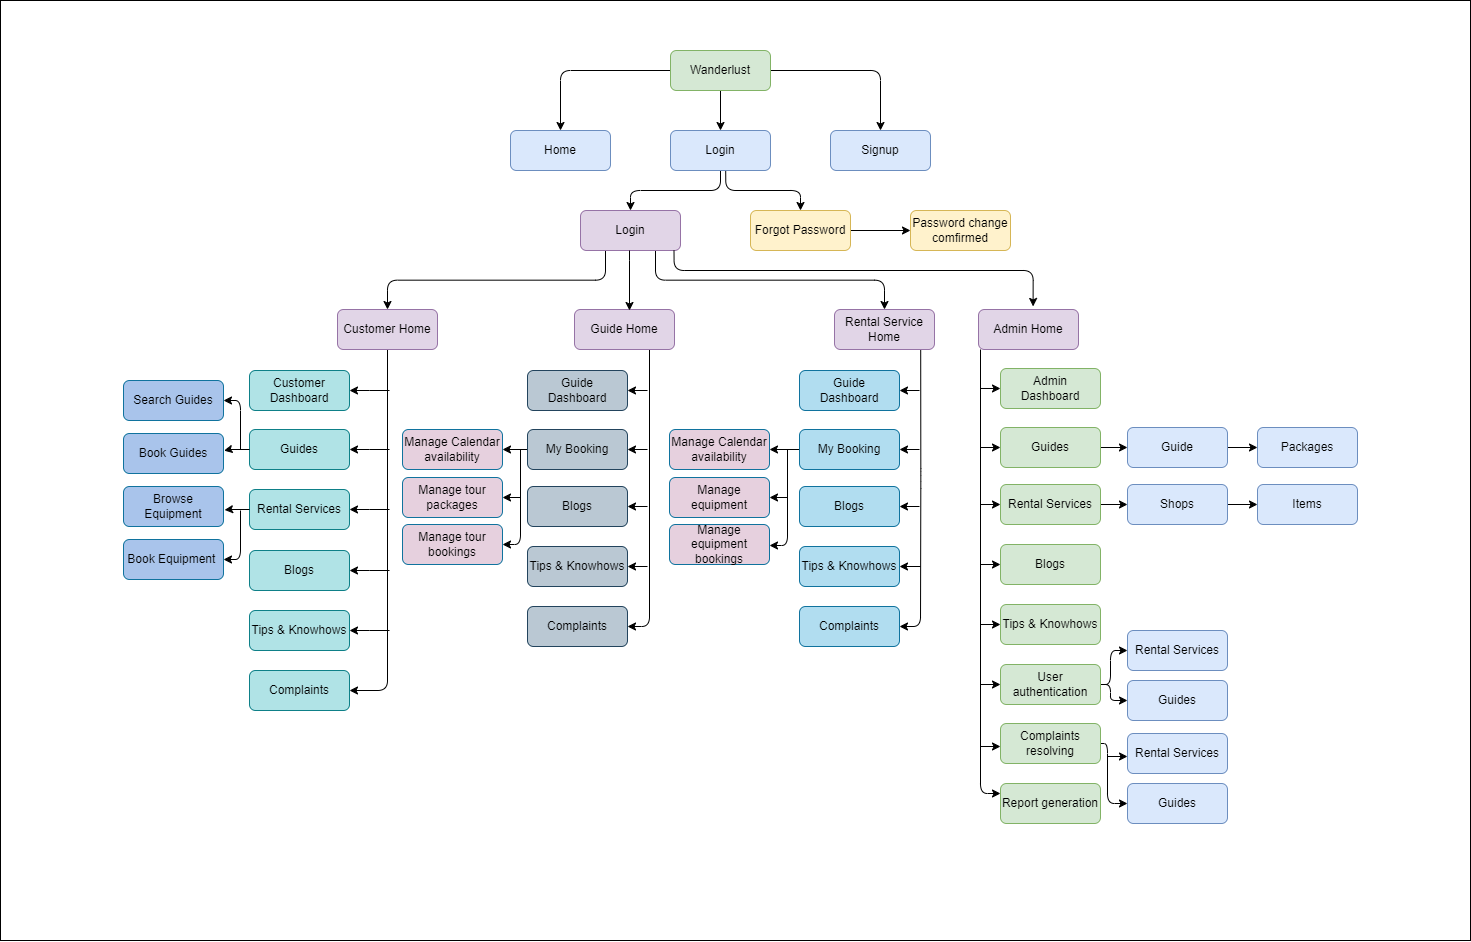 Wanderlust
Home
Login
Signup
Login
Forgot Password
Password change
comfirmed
Customer Home
Guide Home
Rental Service
Home
Admin Home
Customer
Dashboard
Search Guides
Guides
Book Guides
Browse
Equipment
Rental Services
Book Equipment
Blogs
Tips & Knowhows
Complaints
Guide
Dashboard
Manage Calendar
availability
My Booking
Manage tour
packages
Blogs
Manage tour
bookings
Tips & Knowhows
Complaints
Guide
Dashboard
Manage Calendar
availability
My Booking
Manage
equipment
Blogs
Manage
equipment
bookings
Tips & Knowhows
Complaints
Admin
Dashboard
Guides
Guide
Packages
Rental Services
Shops
Items
Blogs
Tips & Knowhows
User
authentication
Rental Services
Guides
Complaints
resolving
Rental Services
Guides
Report generation